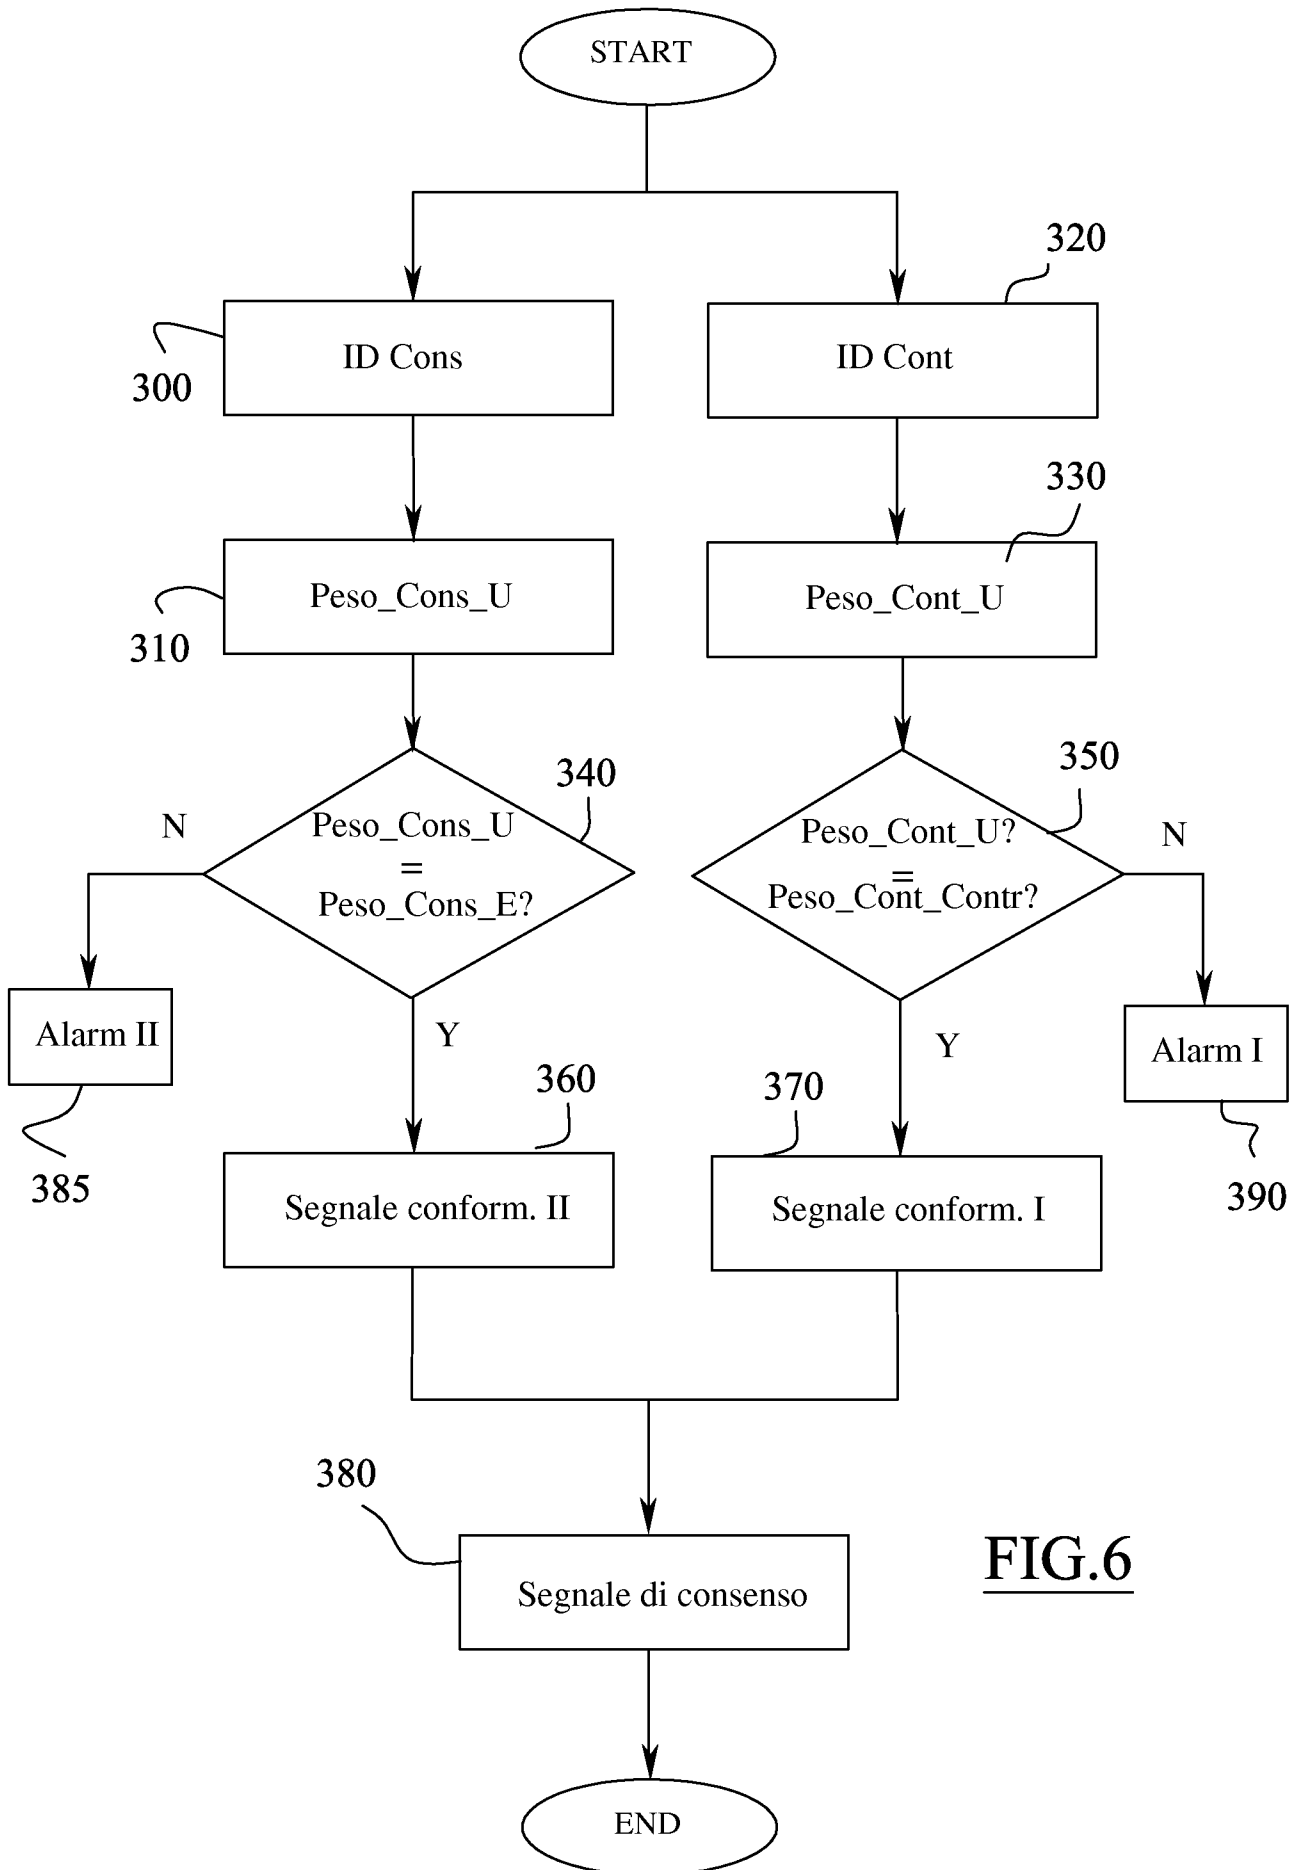 START
320
ID Cons
ID Cont
300
330
Peso_Cons_U
Peso_Cont_U
310
340
350
N
Peso_Cons_U
=
Peso_Cons_E?
Peso_Cont_U?
=
Peso_Cont_Contr?
N
Alarm II
Y
Y
Alarm I
360
370
385
390
Segnale conform. II
Segnale conform. I
380
Segnale di consenso
FIG.6
END